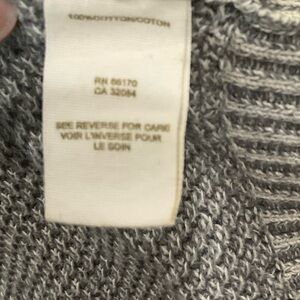 100%COTTON/COTON
RN 66170
CA 32084
SEE REVERSE FOR CARE
VOIR L'INVERSE POUR
LE SOIN